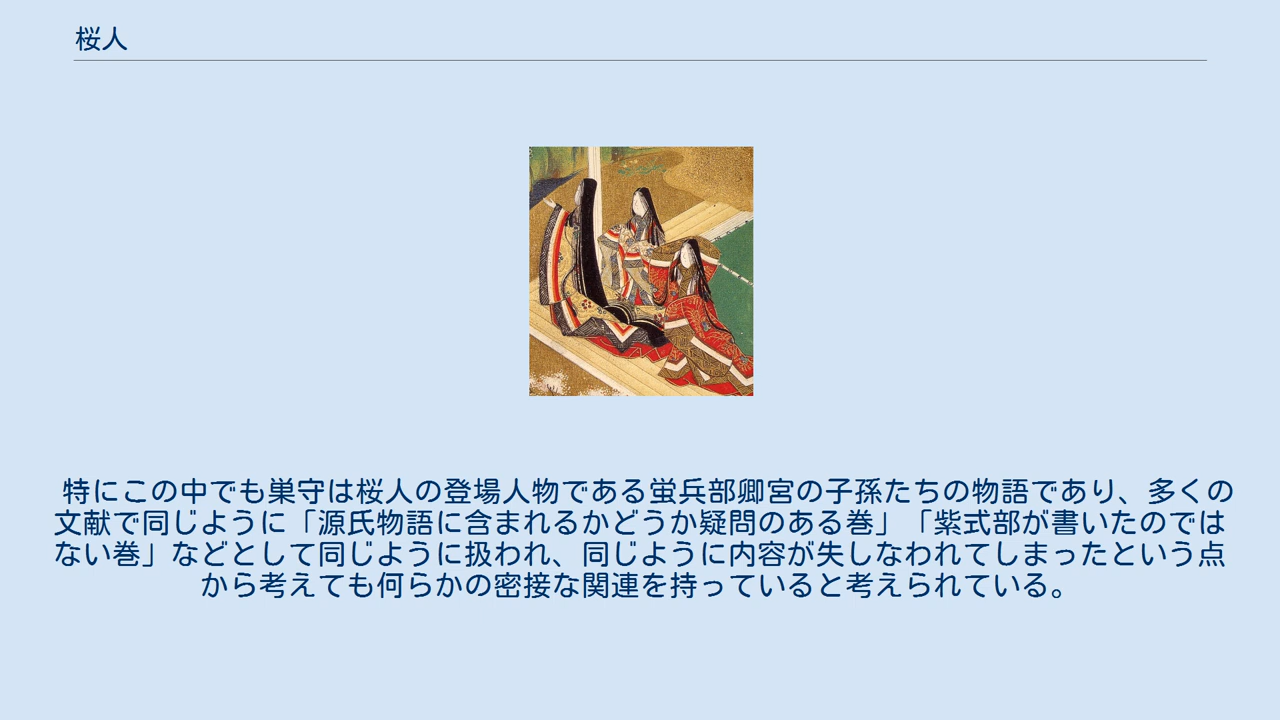 桜人
特にこの中でも巣守は桜人の登場人物である蛍兵部卿宮の子孫たちの物語であり、多くの
文献で同じように「源氏物語に含まれるかどうか疑問のある巻」「紫式部が書いたのでは
ない巻」などとして同じように扱われ、同じように内容が失しなわれてしまったという点
から考えても何らかの密接な関連を持っていると考えられている。